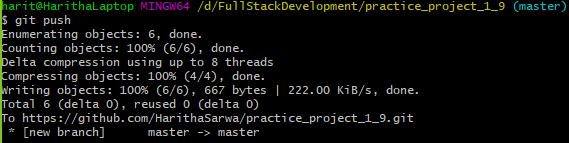 harit@HarithaLaptop MINGW64 /d/FullStackDevelopment/practice_project_1_9 (master)
$ git push
Enumerating objects: 6, done.
Counting objects: 100% (6/6), done.
Delta compression using up to 8 threads
Compressing objects: 100% (4/4), done.
Writing objects: 100% (6/6), 667 bytes | 222.00 KiB/s, done.
Total 6 (delta 0), reused 0 (delta 0)
To https://github.com/HarithaSarwa/practice_project_1_9.git
 * [new branch]      master -> master